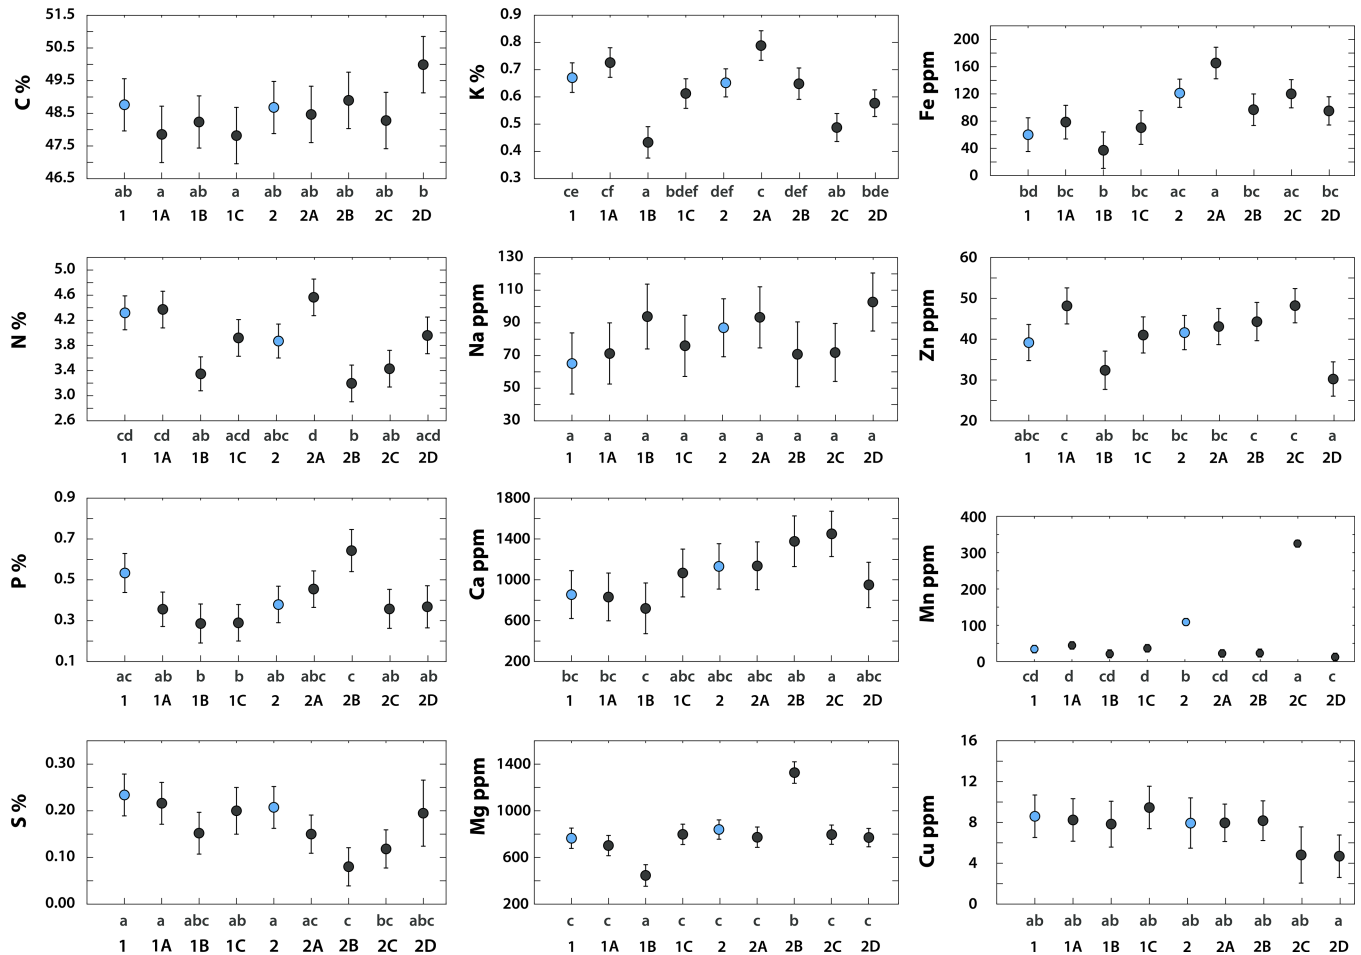 C %
51.5
50.5
49.5
48.5
47.5
46.5
ab a ab a ab ab ab ab b
1 1A 1B 1C 2 2A 2B 2C 2D
K %
0.9
0.8
0.7
0.6
0.5
0.4
0.3
ce cf a bdef def c def ab bde
1 1A 1B 1C 2 2A 2B 2C 2D
Fe ppm
200
160
120
80
40
0
bd bc b bc ac a bc ac bc
1 1A 1B 1C 2 2A 2B 2C 2D
N %
5.0
4.6
4.2
3.8
3.4
3.0
2.6
cd cd ab acd abc d b ab acd
1 1A 1B 1C 2 2A 2B 2C 2D
Na ppm
130
110
90
70
50
30
a a a a a a a a a
1 1A 1B 1C 2 2A 2B 2C 2D
Zn ppm
60
50
40
30
20
abc c ab bc bc bc c c a
1 1A 1B 1C 2 2A 2B 2C 2D
P %
0.9
0.7
0.5
0.3
0.1
ac ab b b ab abc c ab ab
1 1A 1B 1C 2 2A 2B 2C 2D
Ca ppm
1800
1400
1000
600
200
bc bc c abc abc abc ab a abc
1 1A 1B 1C 2 2A 2B 2C 2D
Mn ppm
400
300
200
100
0
cd d cd d b cd cd a c
1 1A 1B 1C 2 2A 2B 2C 2D
S %
0.30
0.20
0.10
0.00
a a abc ab a ac c bc abc
1 1A 1B 1C 2 2A 2B 2C 2D
Mg ppm
1400
1000
600
200
c c a c c c b c c
1 1A 1B 1C 2 2A 2B 2C 2D
Cu ppm
16
12
8
4
0
ab ab ab ab ab ab ab ab a
1 1A 1B 1C 2 2A 2B 2C 2D